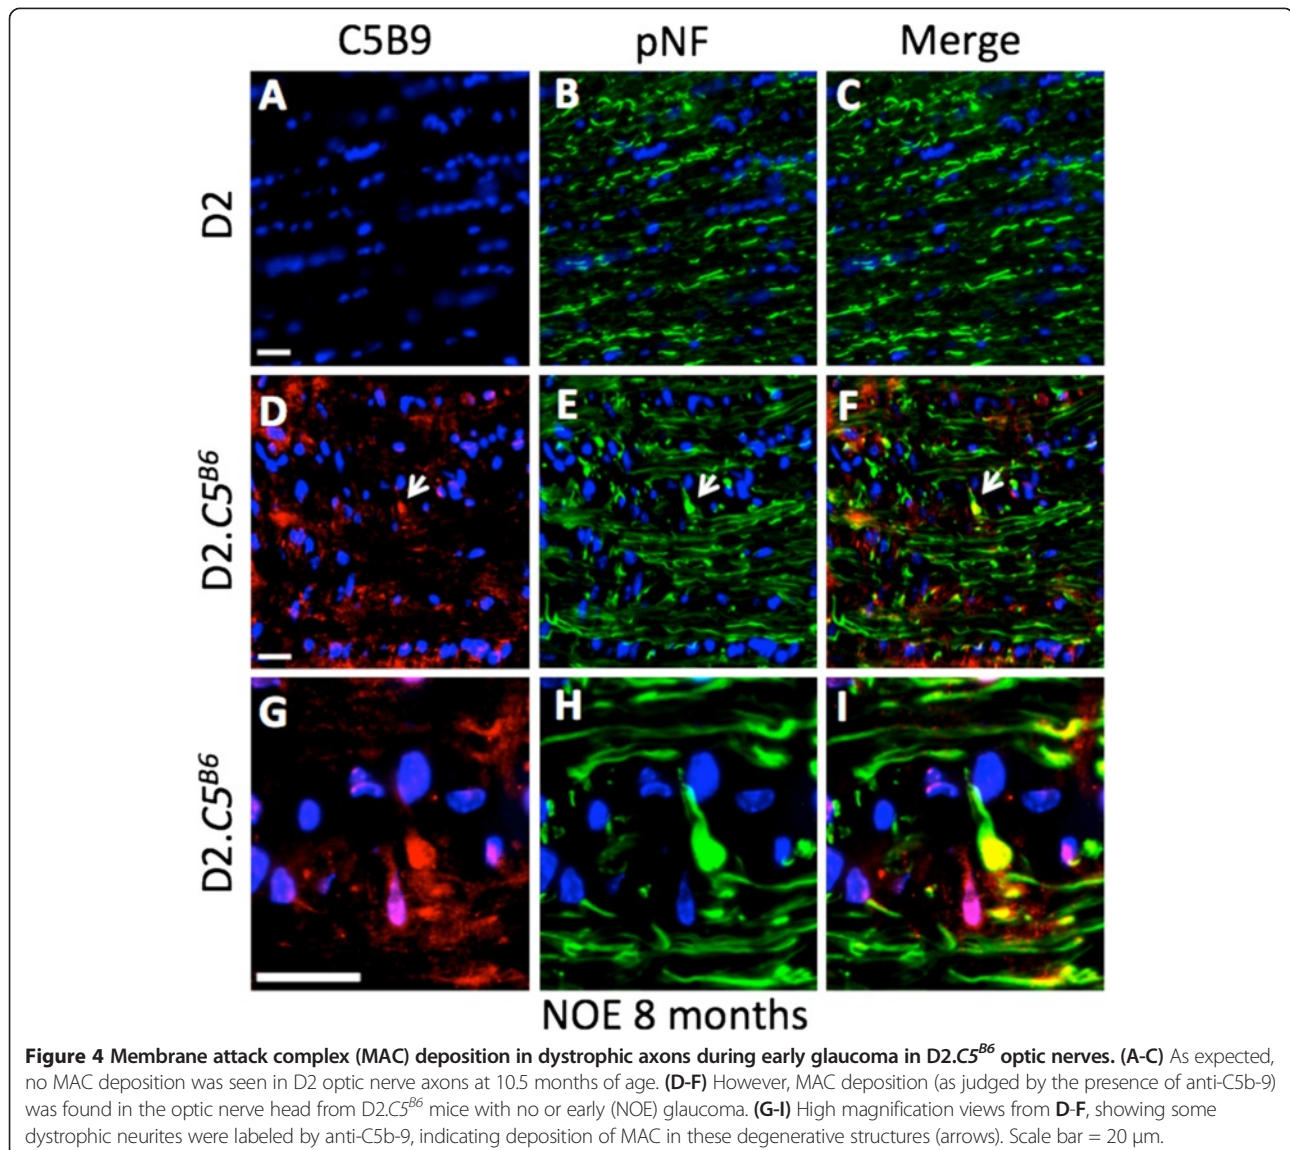 C5B9 pNF Merge
A B C
D2
D E F
D2.C5B6
G H I
D2.C5B6
NOE 8 months
Figure 4 Membrane attack complex (MAC) deposition in dystrophic axons during early glaucoma in D2.C5B6 optic nerves. (A-C) As expected,
no MAC deposition was seen in D2 optic nerve axons at 10.5 months of age. (D-F) However, MAC deposition (as judged by the presence of anti-C5b-9)
was found in the optic nerve head from D2.C5B6 mice with no or early (NOE) glaucoma. (G-I) High magnification views from D-F, showing some
dystrophic neurites were labeled by anti-C5b-9, indicating deposition of MAC in these degenerative structures (arrows). Scale bar = 20 μm.